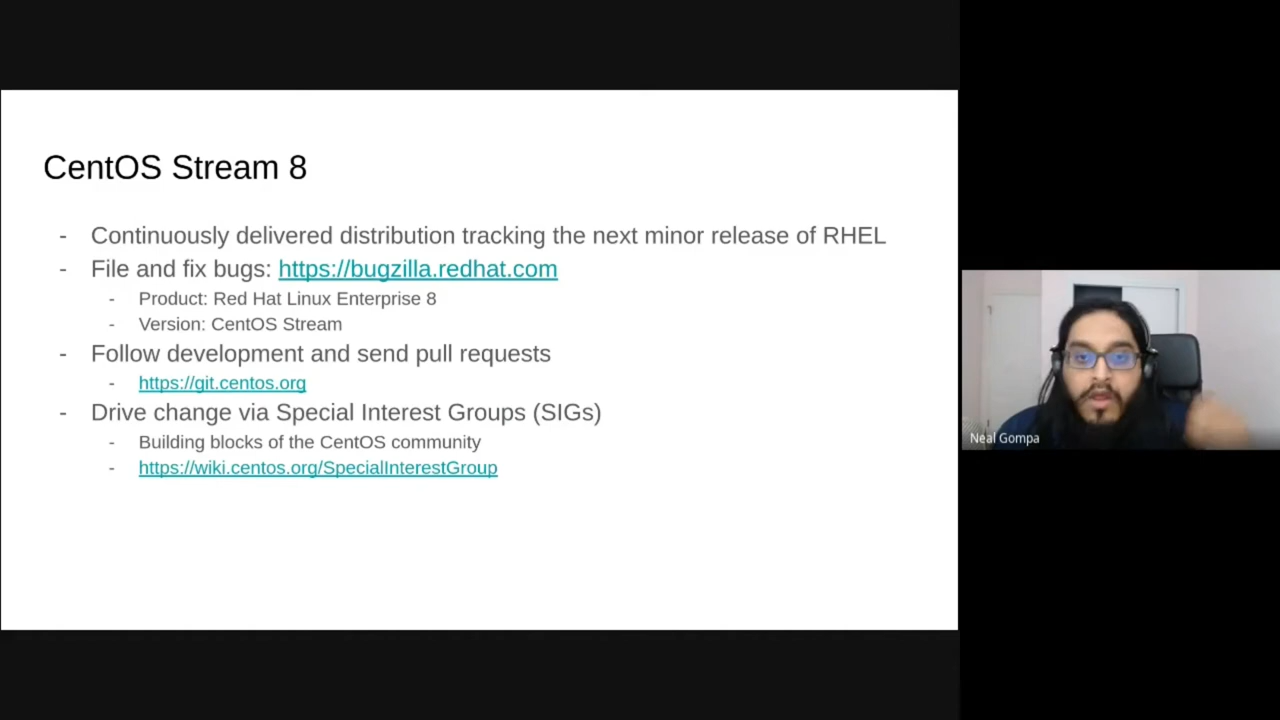 CentOS Stream 8
- Continuously delivered distribution tracking the next minor release of RHEL
- File and fix bugs: https://bugzilla.redhat.com
- Product: Red Hat Linux Enterprise 8
- Version: CentOS Stream
- Follow development and send pull requests
- https://git.centos.org
- Drive change via Special Interest Groups (SIGs)
- Building blocks of the CentOS community
- https://wiki.centos.org/SpecialInterestGroup
Neal Gompa